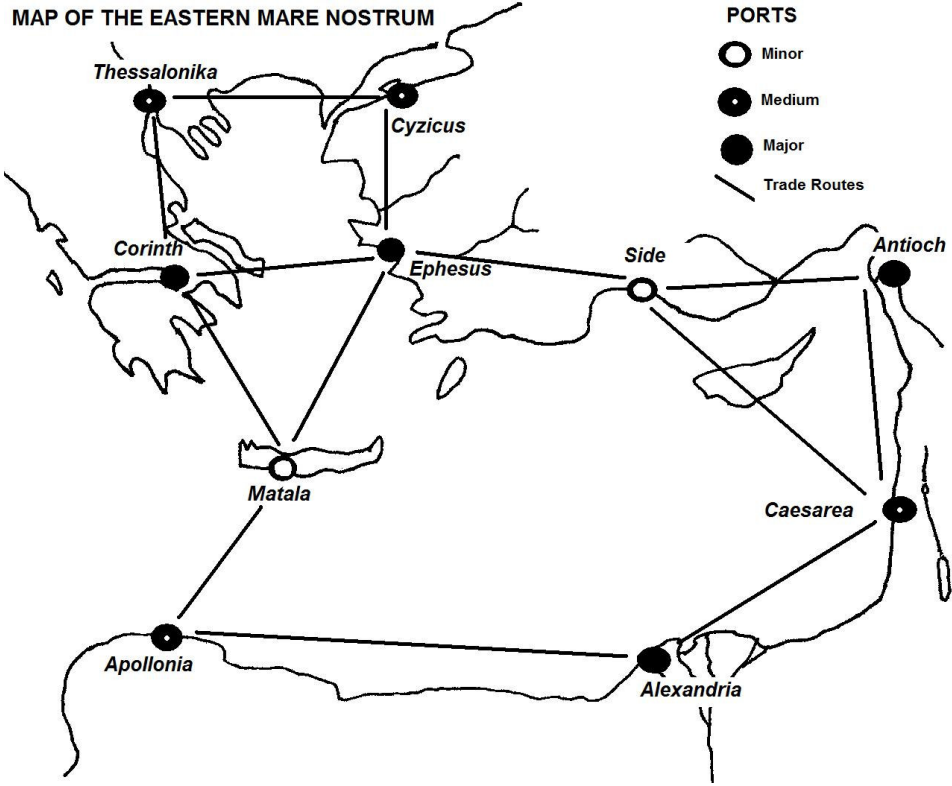 MAP OF THE EASTERN MARE NOSTRUM
PORTS
Minor
Medium
Major
Trade Routes
Thessalonika
Cyzicus
Corinth
Ephesus
Side
Antioch
Matala
Caesarea
Apollonia
Alexandria